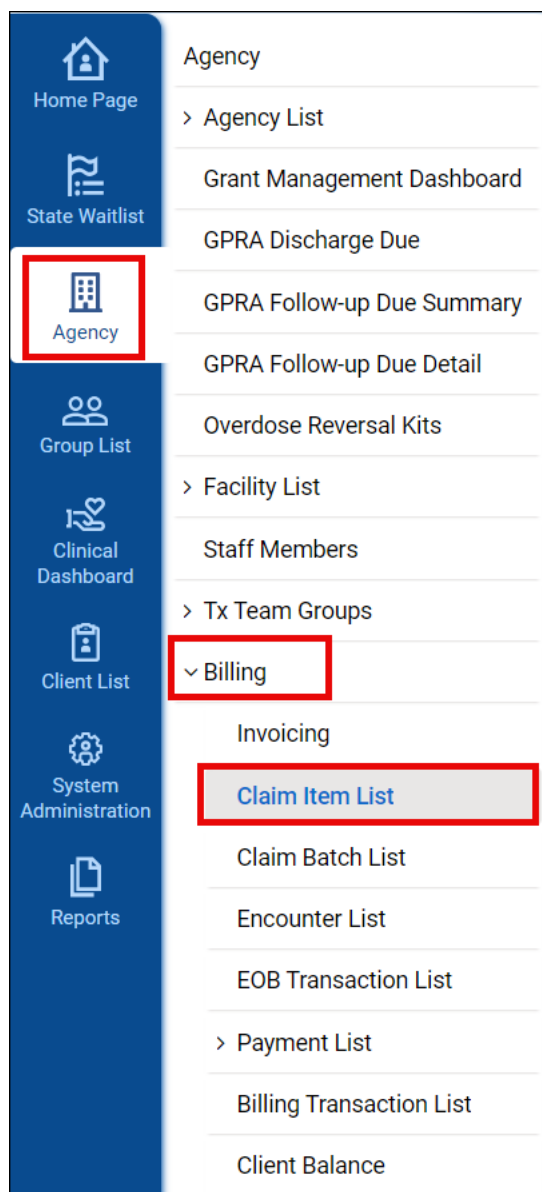 Home Page
State Waitlist
Agency
Group List
Clinical
Dashboard
Client List
System
Administration
Reports
Agency
Agency List
Grant Management Dashboard
GPRA Discharge Due
GPRA Follow-up Due Summary
GPRA Follow-up Due Detail
Overdose Reversal Kits
Facility List
Staff Members
Tx Team Groups
Billing
Invoicing
Claim Item List
Claim Batch List
Encounter List
EOB Transaction List
Payment List
Billing Transaction List
Client Balance